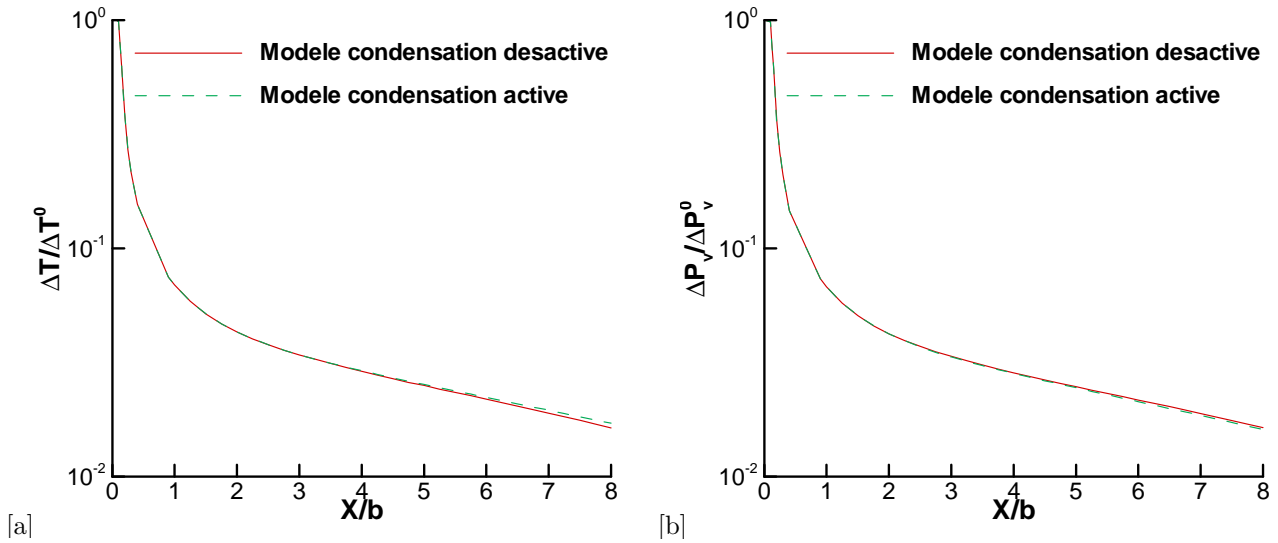 10^0
Modele condensation desactive
Modele condensation active
ΔT/ΔT^0
10^-1
10^-2
0 1 2 3 4 5 6 7 8
X/b
[a]
10^0
Modele condensation desactive
Modele condensation active
ΔP_v/ΔP_v^0
10^-1
10^-2
0 1 2 3 4 5 6 7 8
X/b
[b]